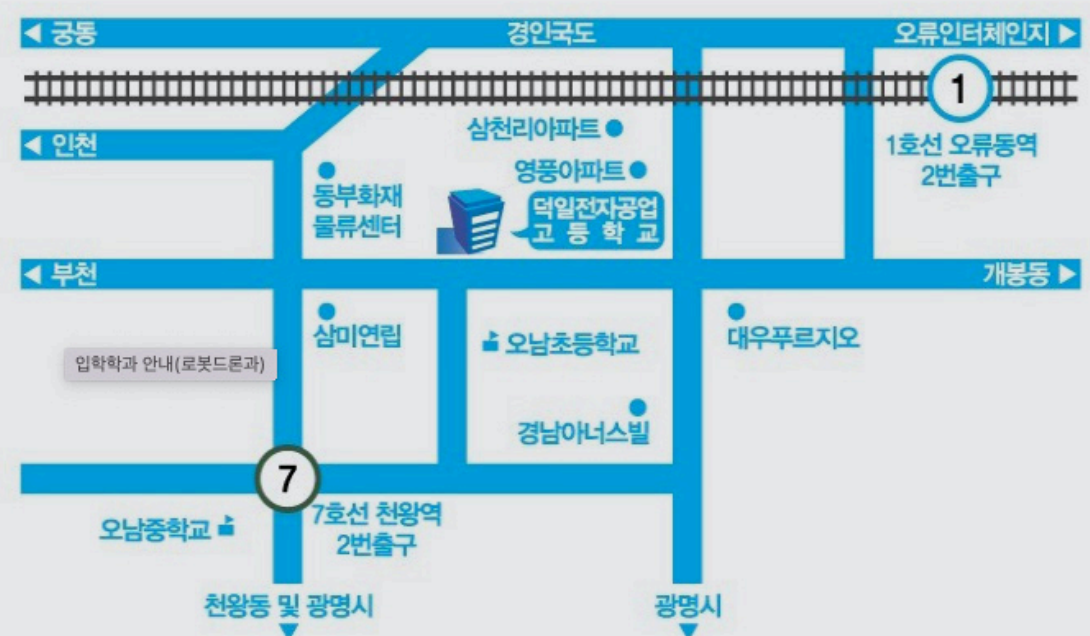 ◀ 궁동
경인국도
오류인터체인지 ▶
1
◀ 인천
삼천리아파트
1호선 오류동역
2번출구
영풍아파트
동부화재
물류센터
덕일전자공업
고 등 학 교
◀ 부천
개봉동 ▶
삼미연립
오남초등학교
대우푸르지오
입학학과 안내(로봇드론과)
경남아너스빌
7
오남중학교
7호선 천왕역
2번출구
천왕동 및 광명시
광명시